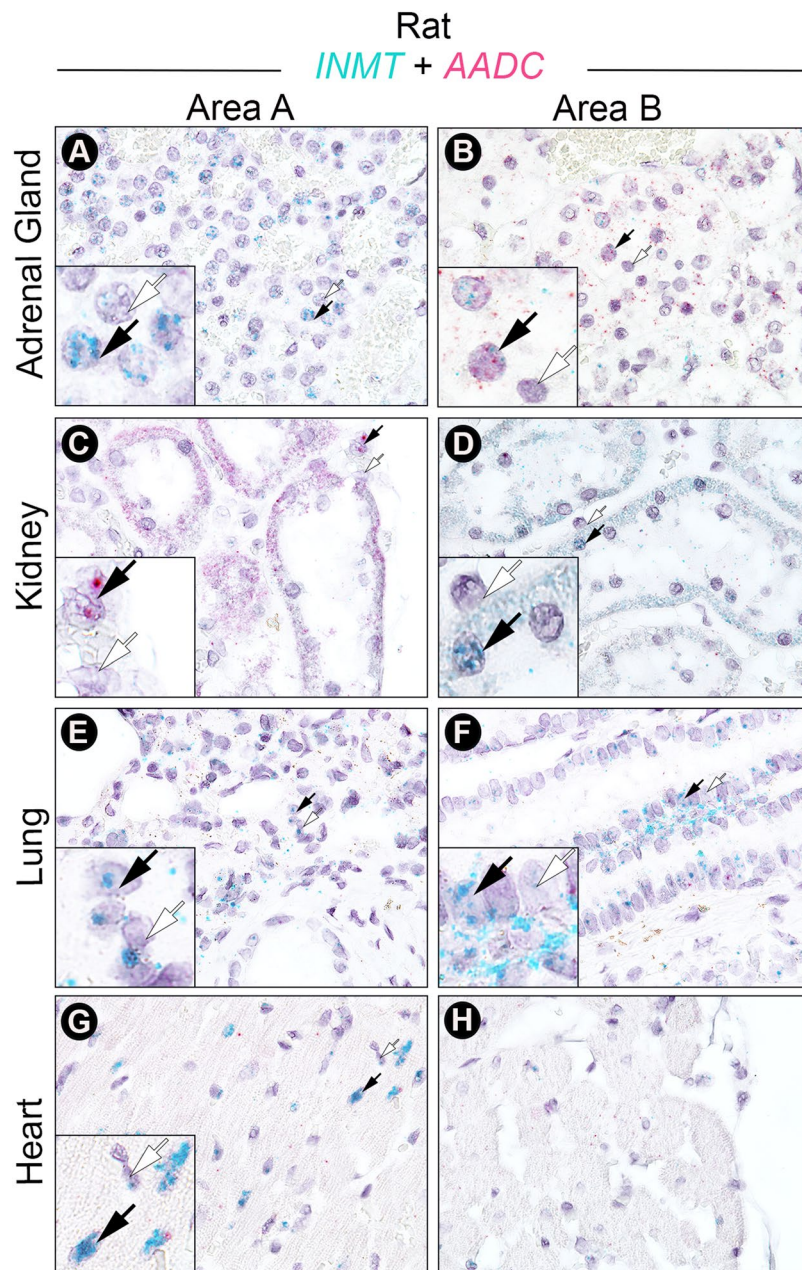 Rat
INMT + AADC
Area A
Area B
Adrenal Gland
A
B
Kidney
C
D
Lung
E
F
Heart
G
H